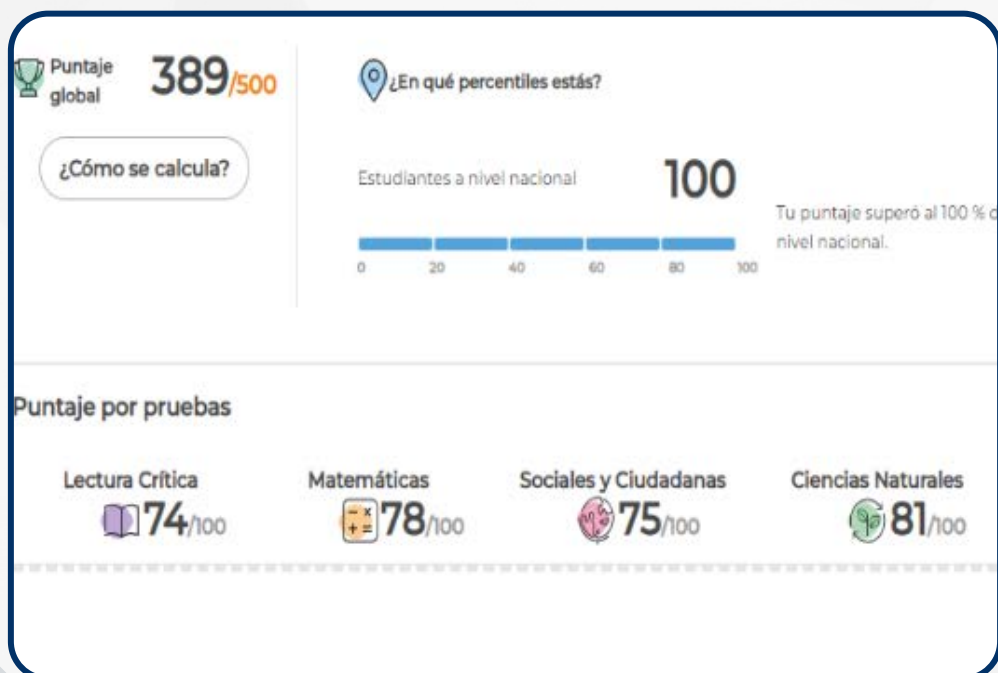 Puntaje global 389/500
¿Cómo se calcula?
¿En qué percentiles estás?
Estudiantes a nivel nacional 100
0 20 40 60 80 100
Tu puntaje superó al 100 %
nivel nacional.
Puntaje por pruebas
Lectura Crítica
74/100
Matemáticas
78/100
Sociales y Ciudadanas
75/100
Ciencias Naturales
81/100